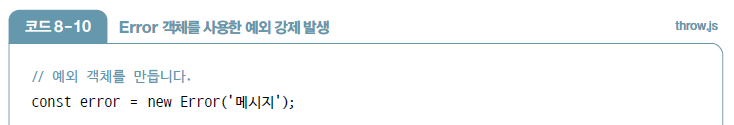 코드 8-10 Error 객체를 사용한 예외 강제 발생 throw.js
// 예외 객체를 만듭니다.
const error = new Error('메시지');